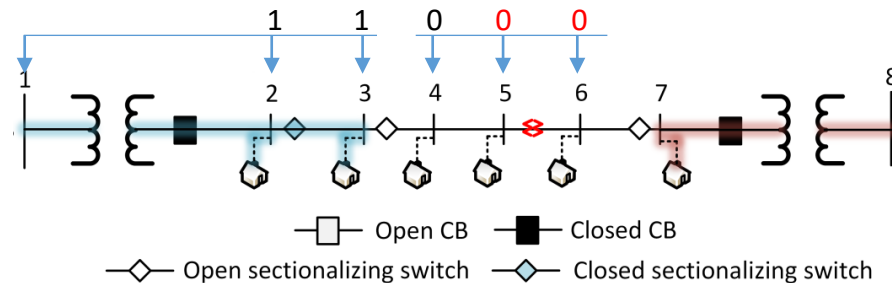 1 1 0 0 0
1 2 3 4 5 6 7 8
Open CB Closed CB
Open sectionalizing switch Closed sectionalizing switch